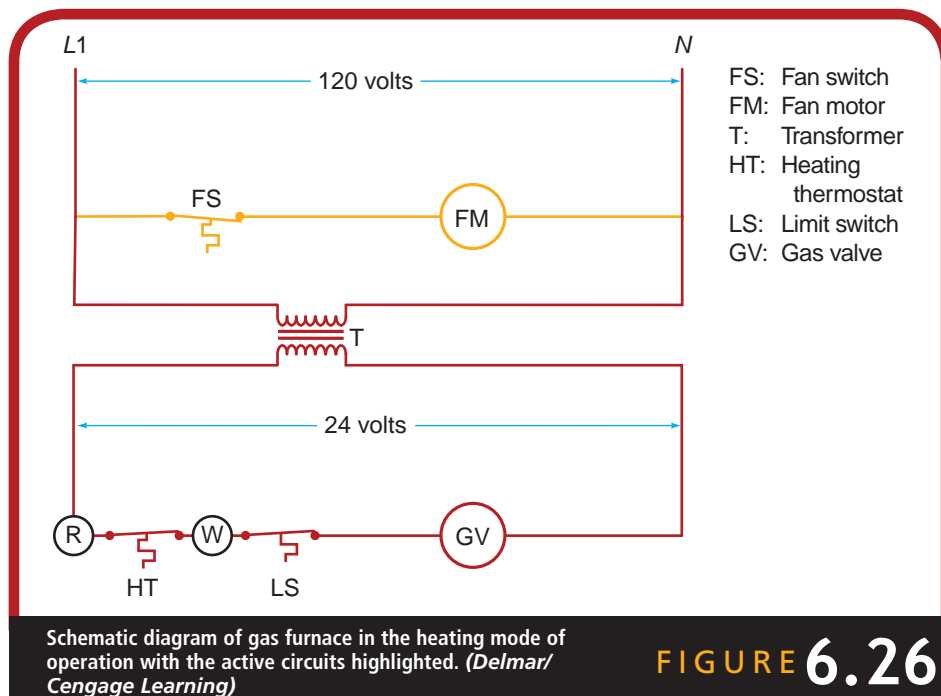 L1
N
120 volts
FS: Fan switch
FM: Fan motor
T: Transformer
HT: Heating
thermostat
LS: Limit switch
GV: Gas valve
FS
FM
T
24 volts
R
W
GV
HT
LS
Schematic diagram of gas furnace in the heating mode of
operation with the active circuits highlighted. (Delmar/
Cengage Learning)
FIGURE 6.26